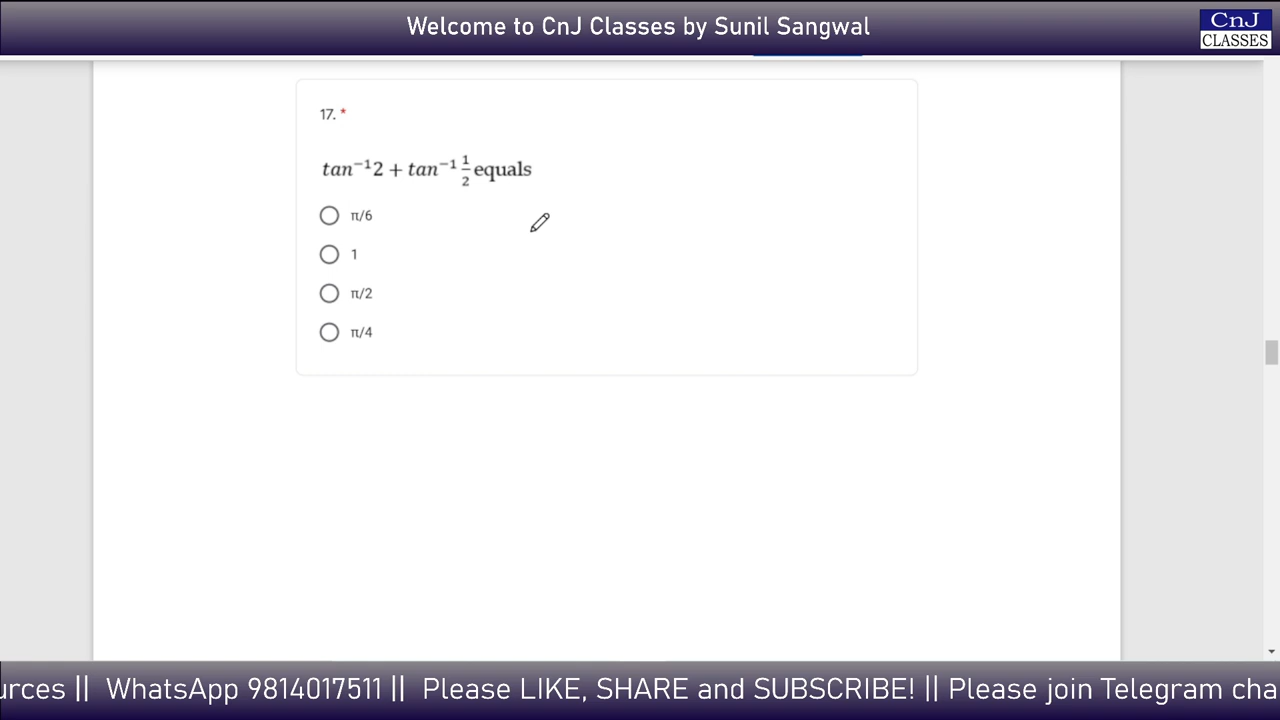 Welcome to CnJ Classes by Sunil Sangwal
CnJ
CLASSES
17. *
tan⁻¹2 + tan⁻¹ 1/2 equals
π/6
1
π/2
π/4
urces || WhatsApp 9814017511 || Please LIKE, SHARE and SUBSCRIBE! || Please join Telegram cha